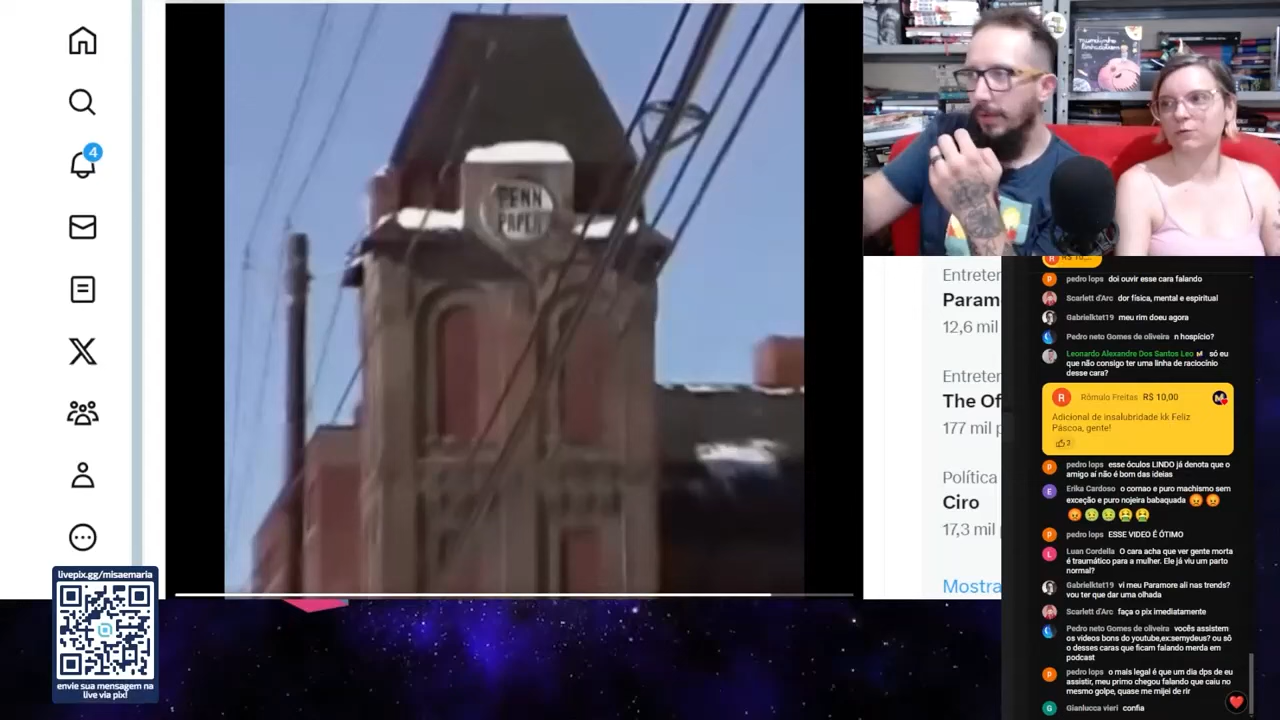 4
PENN
PAPER
Entreter
Paramo
12,6 mil
Entreter
The Of
177 mil p
Política
Ciro
17,3 mil p
Mostra
livepix.gg/misaemaria
envie sua mensagem na
live via pix!
R R$ 10,...
P pedro lops doi ouvir esse cara falando
Scarlett d'Arc dor física, mental e espiritual
Gabrielktet19 meu rim doeu agora
Pedro neto Gomes de oliveira n hospício?
Leonardo Alexandre Dos Santos Leo só eu
que não consigo ter uma linha de raciocínio
desse cara?
R Rômulo Freitas R$ 10,00
Adicional de insalubridade kk Feliz
Páscoa, gente!
2
P pedro lops esse óculos LINDO já denota que o
amigo aí não é bom das ideias
E Erika Cardoso o cornao e puro machismo sem
exceção e puro nojeira babaquada
P pedro lops ESSE VIDEO É ÓTIMO
L Luan Cordella O cara acha que ver gente morta
é traumático para a mulher. Ele já viu um parto
normal?
Gabrielktet19 vi meu Paramore ali nas trends?
vou ter que dar uma olhada
Scarlett d'Arc faça o pix imediatamente
Pedro neto Gomes de oliveira vocês assistem
os videos bons do youtube,ex:semydeus? ou só
o desses caras que ficam falando merda em
podcast
P pedro lops o mais legal é que um dia dps de eu
assistir, meu primo chegou falando que caiu no
mesmo golpe, quase me mijei de rir
G Gianlucca vieri confia